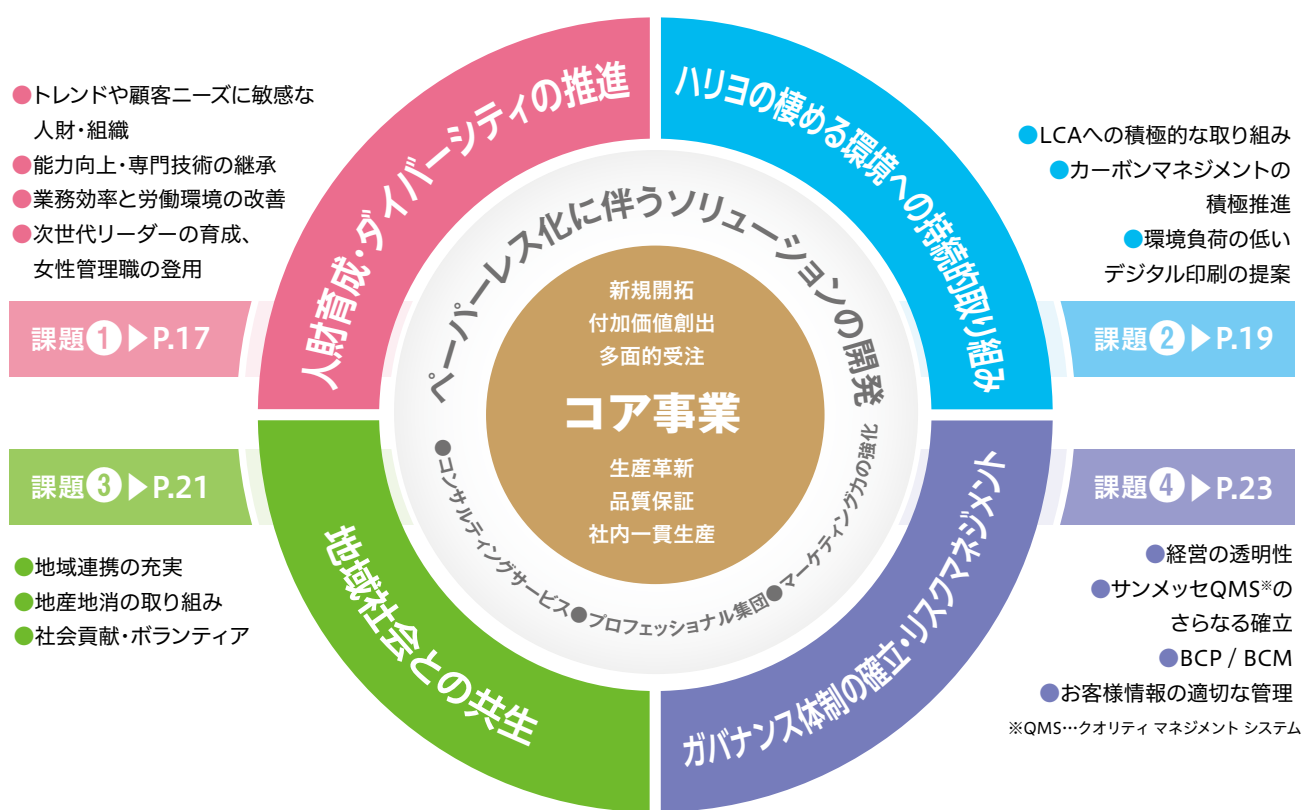 人財育成・ダイバーシティの推進
●トレンドや顧客ニーズに敏感な
人財・組織
●能力向上・専門技術の継承
●業務効率と労働環境の改善
●次世代リーダーの育成、
女性管理職の登用
課題❶▶P.17
ハリヨの棲める環境への持続的取り組み
●LCAへの積極的な取り組み
●カーボンマネジメントの
積極推進
●環境負荷の低い
デジタル印刷の提案
課題❷▶P.19
ペーパーレス化に伴うソリューションの開発
新規開拓
付加価値創出
多面的受注
コア事業
生産革新
品質保証
社内一貫生産
●コンサルティングサービス●プロフェッショナル集団●マーケティング力の強化
課題❸▶P.21
地域社会との共生
●地域連携の充実
●地産地消の取り組み
●社会貢献・ボランティア
課題❹▶P.23
ガバナンス体制の確立・リスクマネジメント
●経営の透明性
●サンメッセQMS※の
さらなる確立
●BCP / BCM
●お客様情報の適切な管理
※QMS…クオリティ マネジメント システム